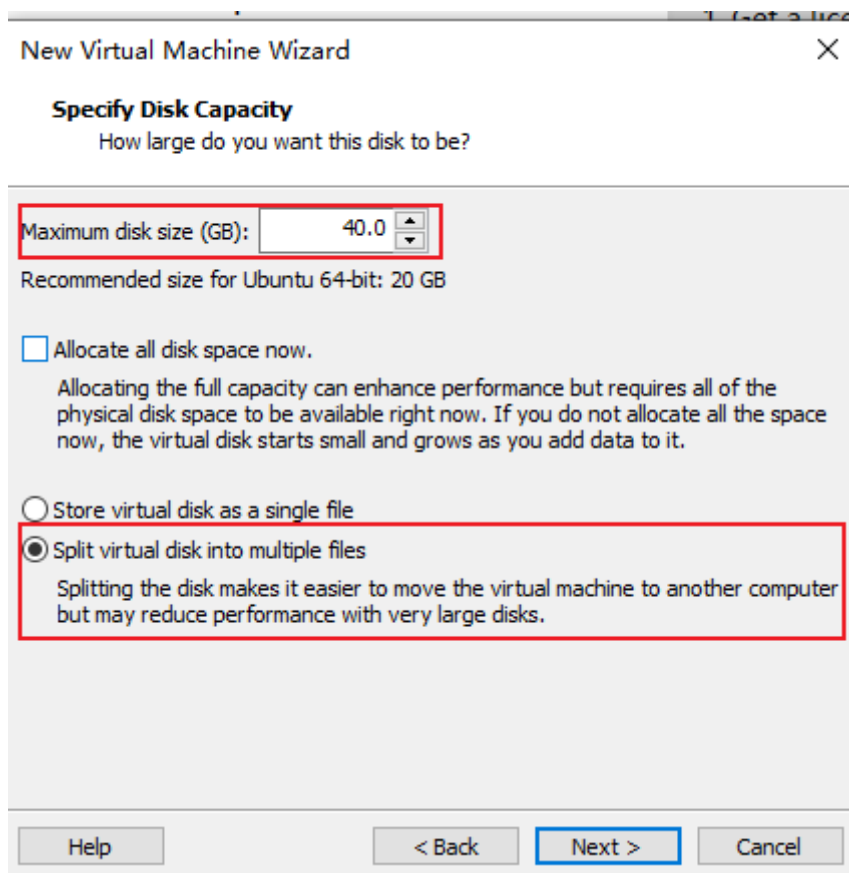 1. Get a lice
New Virtual Machine Wizard
Specify Disk Capacity
How large do you want this disk to be?
Maximum disk size (GB): 40.0
Recommended size for Ubuntu 64-bit: 20 GB
Allocate all disk space now.
Allocating the full capacity can enhance performance but requires all of the
physical disk space to be available right now. If you do not allocate all the space
now, the virtual disk starts small and grows as you add data to it.
Store virtual disk as a single file
Split virtual disk into multiple files
Splitting the disk makes it easier to move the virtual machine to another computer
but may reduce performance with very large disks.
Help < Back Next > Cancel